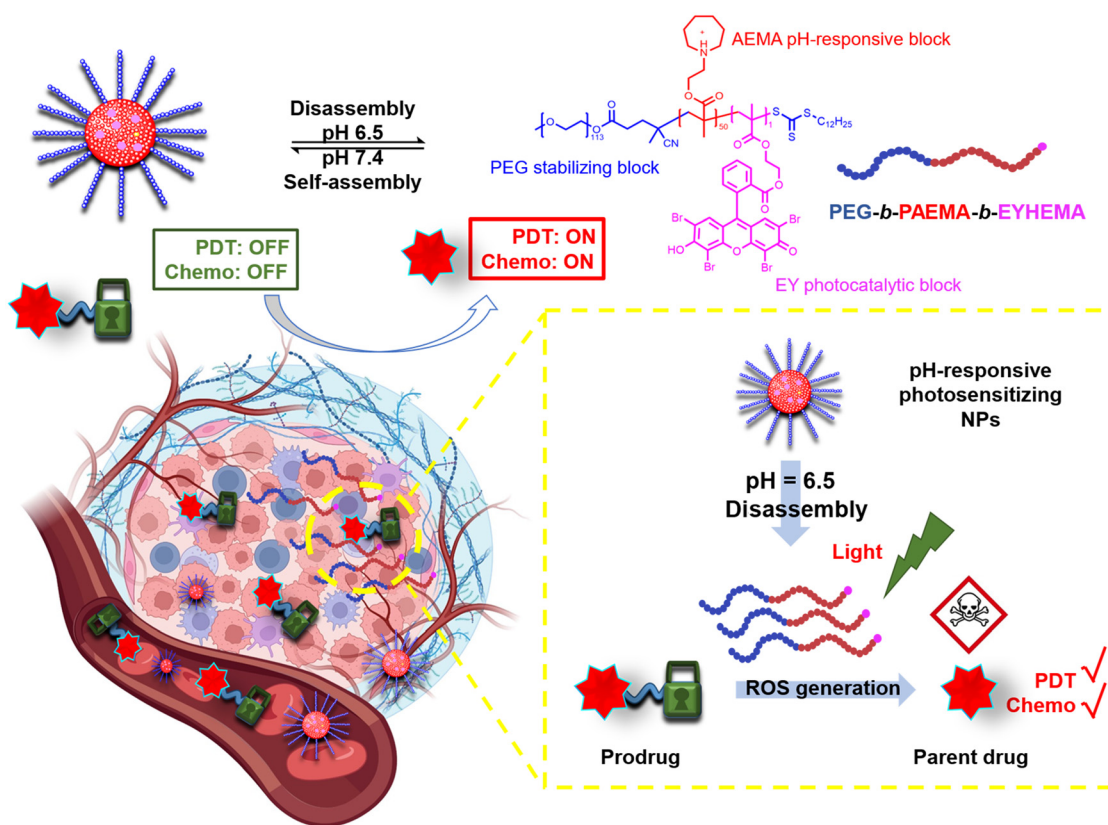 AEMA pH-responsive block
Disassembly
pH 6.5
pH 7.4
Self-assembly
H
N
+
O
O
O
O
113
O
CN
50
1
S
S
S
C12H25
O
O
O
O
PEG stabilizing block
PEG-b-PAEMA-b-EYHEMA
Br
Br
HO
O
O
Br
Br
EY photocatalytic block
PDT: OFF
Chemo: OFF
PDT: ON
Chemo: ON
pH-responsive
photosensitizing
NPs
pH = 6.5
Disassembly
Light
ROS generation
PDT
Chemo
Prodrug
Parent drug